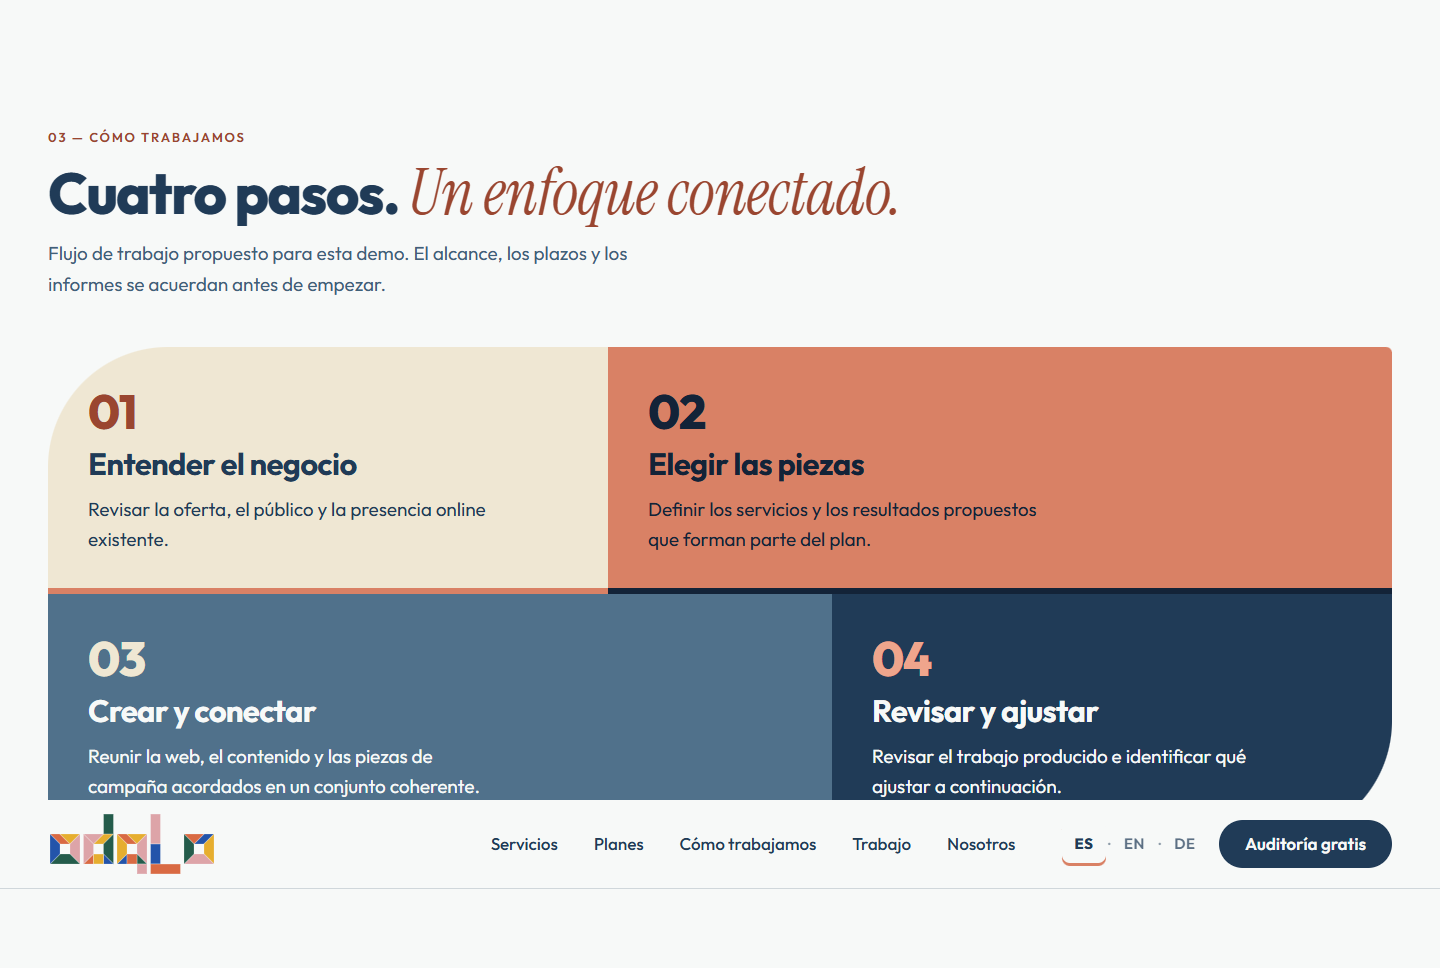 03 — CÓMO TRABAJAMOS
Cuatro pasos. Un enfoque conectado.
Flujo de trabajo propuesto para esta demo. El alcance, los plazos y los
informes se acuerdan antes de empezar.
01
Entender el negocio
Revisar la oferta, el público y la presencia online
existente.
02
Elegir las piezas
Definir los servicios y los resultados propuestos
que forman parte del plan.
03
Crear y conectar
Reunir la web, el contenido y las piezas de
campaña acordados en un conjunto coherente.
04
Revisar y ajustar
Revisar el trabajo producido e identificar qué
ajustar a continuación.
Servicios Planes Cómo trabajamos Trabajo Nosotros ES · EN · DE Auditoría gratis